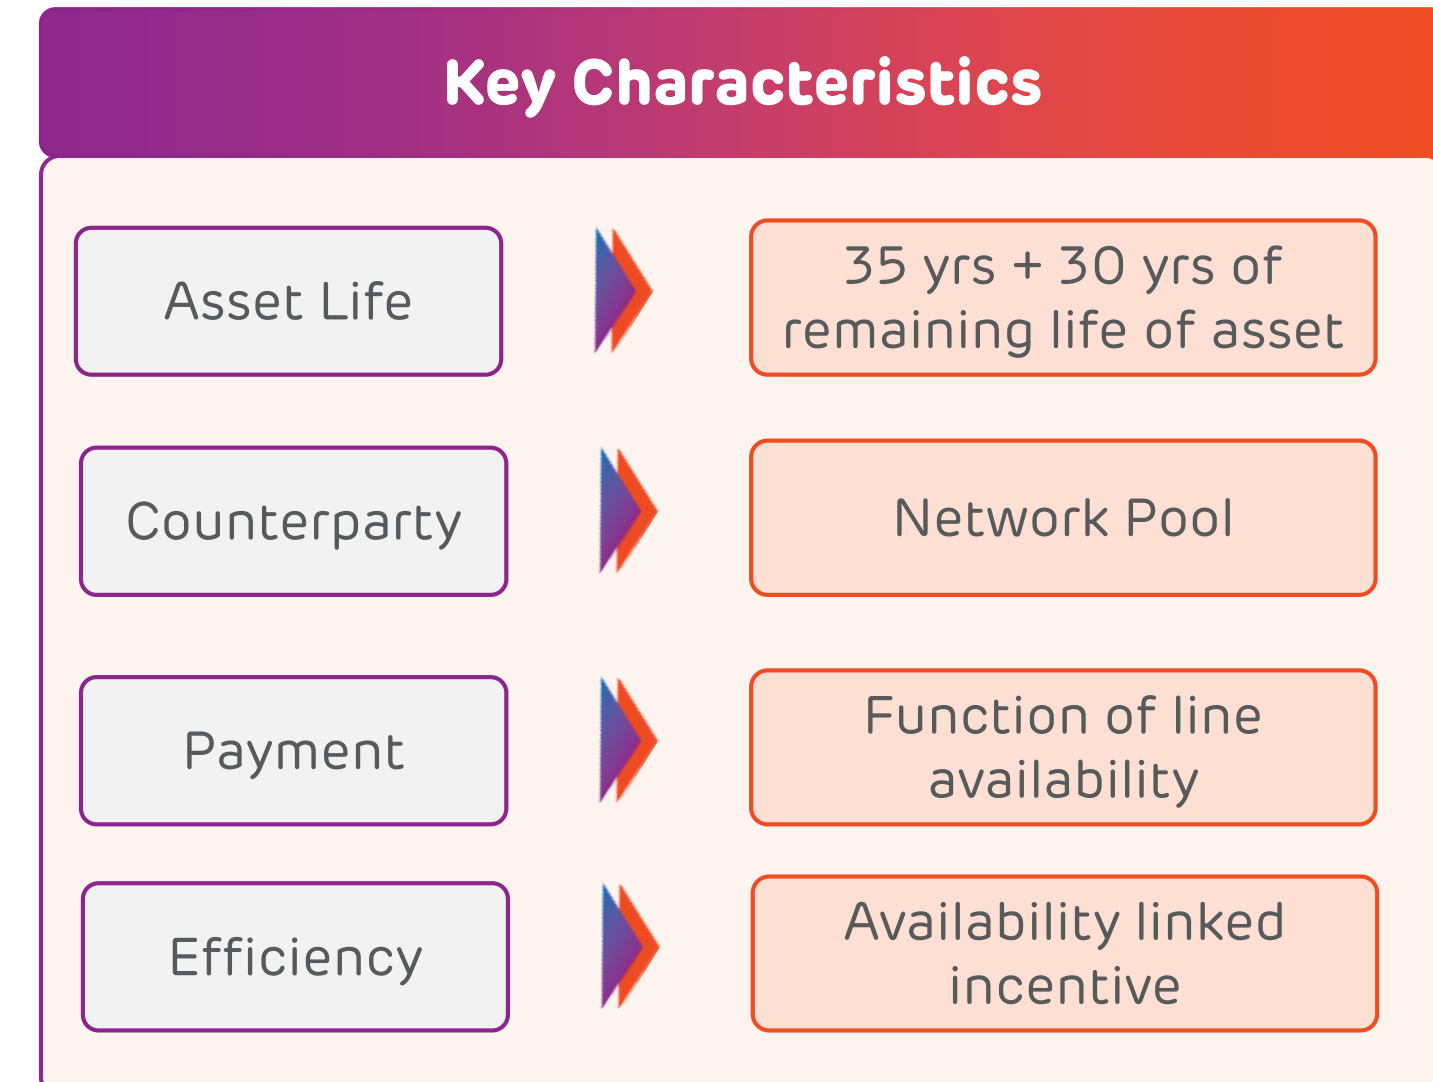 Key Characteristics
Asset Life
35 yrs + 30 yrs of
remaining life of asset
Counterparty
Network Pool
Payment
Function of line
availability
Efficiency
Availability linked
incentive